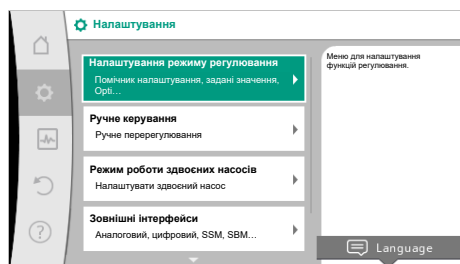 Налаштування
Налаштування режиму регулювання
Помічник налаштування, задані значення,
Opti...
Ручне керування
Ручне перерегулювання
Режим роботи здвоєних насосів
Налаштувати здвоєний насос
Зовнішні інтерфейси
Аналоговий, цифровий, SSM, SBM...
Меню для налаштування
функцій регулювання.
Language